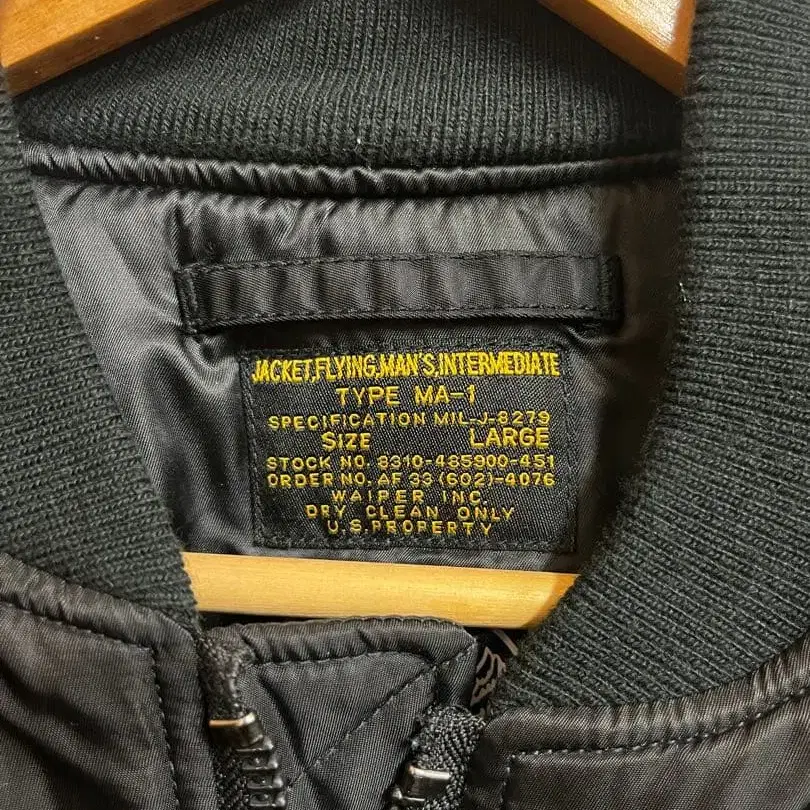 JACKET,FLYING,MAN'S,INTERMEDIATE
TYPE MA-1
SPECIFICATION MIL-J-8279
SIZE LARGE
STOCK NO. 8310-485900-451
ORDER NO. AF 33 (602)-4076
WAIPER INC.
DRY CLEAN ONLY
U.S.PROPERTY